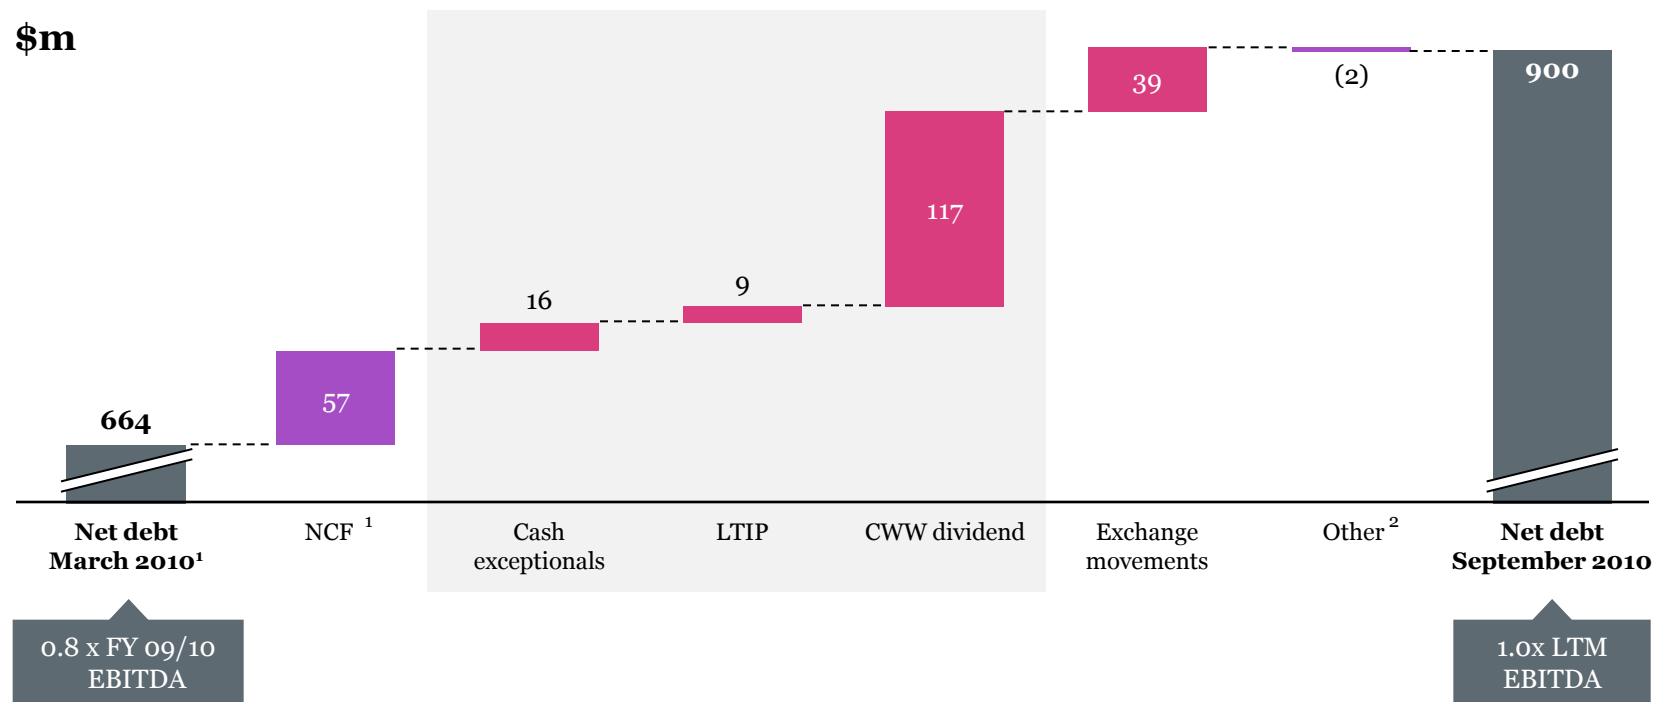 $m
664
57
16
9
117
39
(2)
900
Net debt
March 2010¹
NCF ¹
Cash
exceptionals
LTIP
CWW dividend
Exchange
movements
Other ²
Net debt
September 2010
0.8 x FY 09/10
EBITDA
1.0x LTM
EBITDA